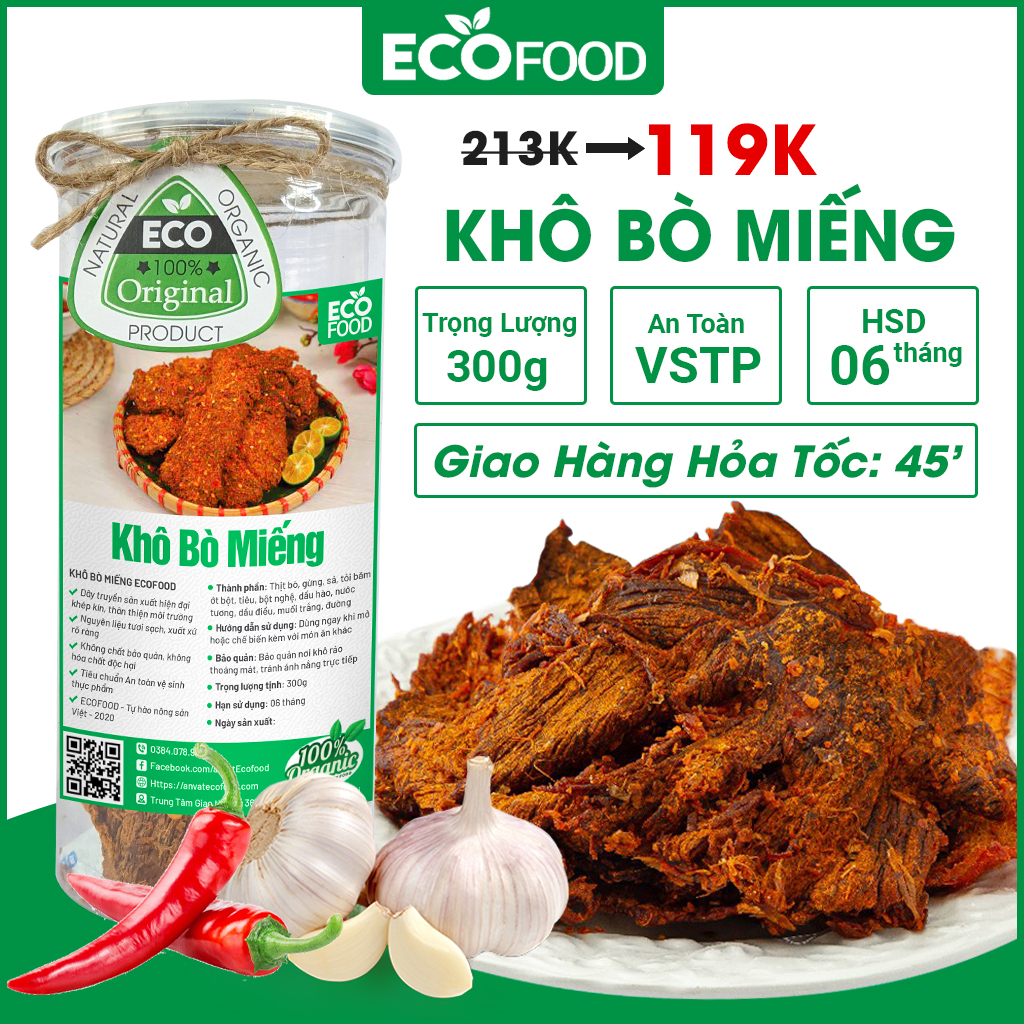 ECOFOOD
213K 119K
KHÔ BÒ MIẾNG
Trọng Lượng
300g
An Toàn
VSTP
HSD
06 tháng
Giao Hàng Hỏa Tốc: 45’
NATURAL ORGANIC
ECO
100%
Original
PRODUCT
ECO
FOOD
Khô Bò Miếng
KHÔ BÒ MIẾNG ECOFOOD
Dây truyền sản xuất hiện đại
khép kín, thân thiện môi trường
Nguyên liệu tươi sạch, xuất xứ
rõ ràng
Không chất bảo quản, không
hóa chất độc hại
Tiêu chuẩn An toàn vệ sinh
thực phẩm
ECOFOOD - Tự hào nông sản
Việt - 2020
Thành phần: Thịt bò, gừng, sả, tỏi băm
ớt bột, tiêu, bột nghệ, dầu hào, nước
tương, dầu điều, muối trắng, đường
Hướng dẫn sử dụng: Dùng ngay khi mở
hoặc chế biến kèm với món ăn khác
Bảo quản: Bảo quản nơi khô ráo
thoáng mát, tránh ánh nắng trực tiếp
Trọng lượng tịnh: 300g
Hạn sử dụng: 06 tháng
Ngày sản xuất:
0384.078.9
Facebook.com/anvatEcofood
Https://anvatecofood.com
Trung Tâm Giao
100%
Organic